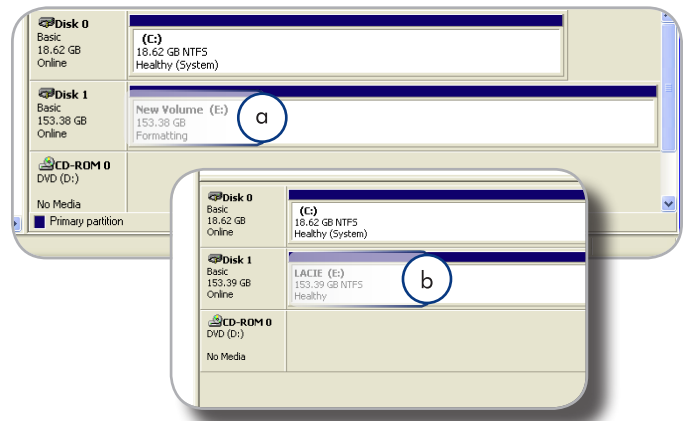 Disk 0
Basic
18.62 GB
Online
(C:)
18.62 GB NTFS
Healthy (System)
Disk 1
Basic
153.38 GB
Online
New Volume (E:)
153.38 GB
Formatting
a
CD-ROM 0
DVD (D:)
No Media
Primary partition
Disk 0
Basic
18.62 GB
Online
(C:)
18.62 GB NTFS
Healthy (System)
Disk 1
Basic
153.39 GB
Online
LACIE (E:)
153.39 GB NTFS
Healthy
b
CD-ROM 0
DVD (D:)
No Media